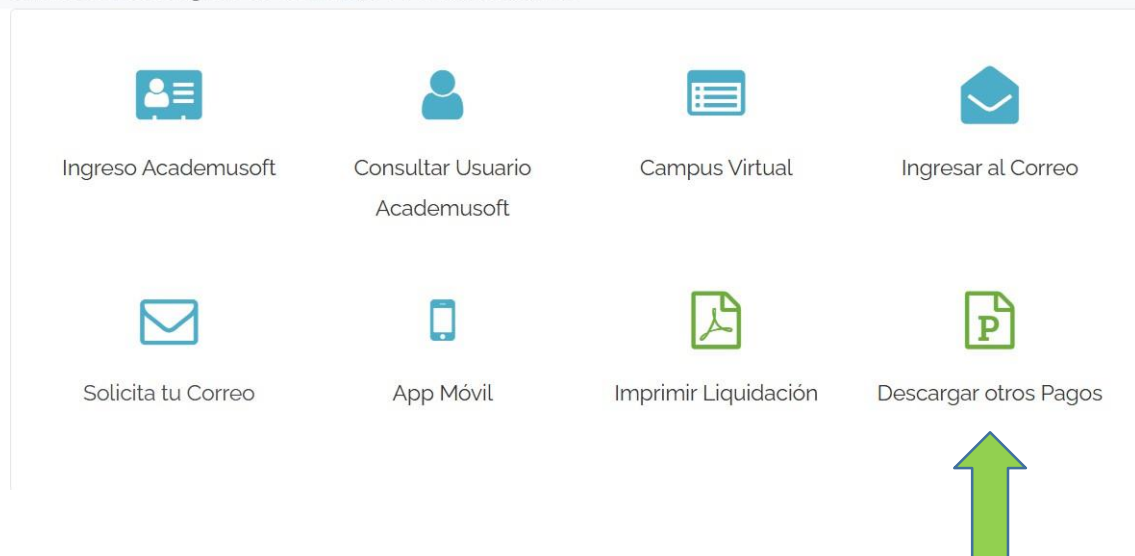 Ingreso Academusoft
Consultar Usuario
Academusoft
Campus Virtual
Ingresar al Correo
Solicita tu Correo
App Móvil
Imprimir Liquidación
P
Descargar otros Pagos